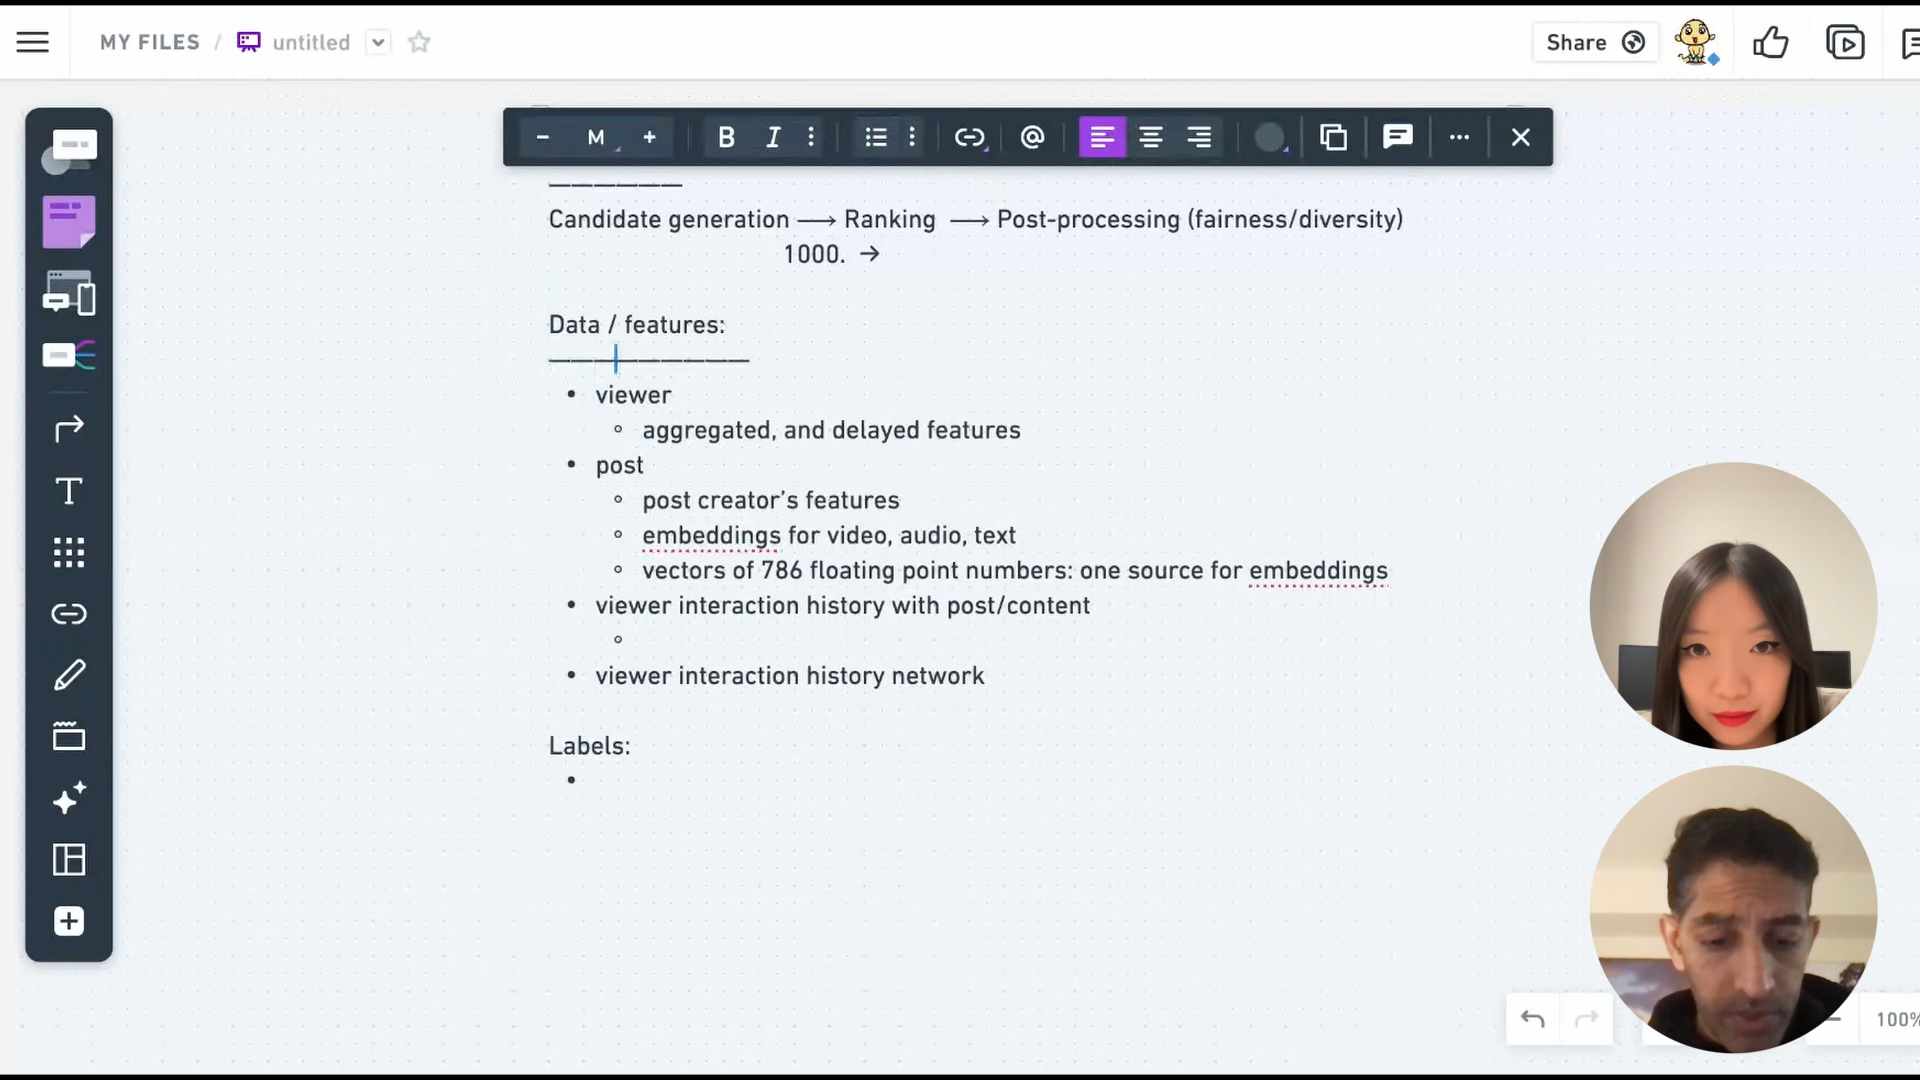 MY FILES / untitled
Share
M
B I
@
Candidate generation —→ Ranking —→ Post-processing (fairness/diversity)
1000. →
Data / features:
——————————
• viewer
◦ aggregated, and delayed features
• post
◦ post creator’s features
◦ embeddings for video, audio, text
◦ vectors of 786 floating point numbers: one source for embeddings
• viewer interaction history with post/content
◦
• viewer interaction history network
Labels:
•
100%